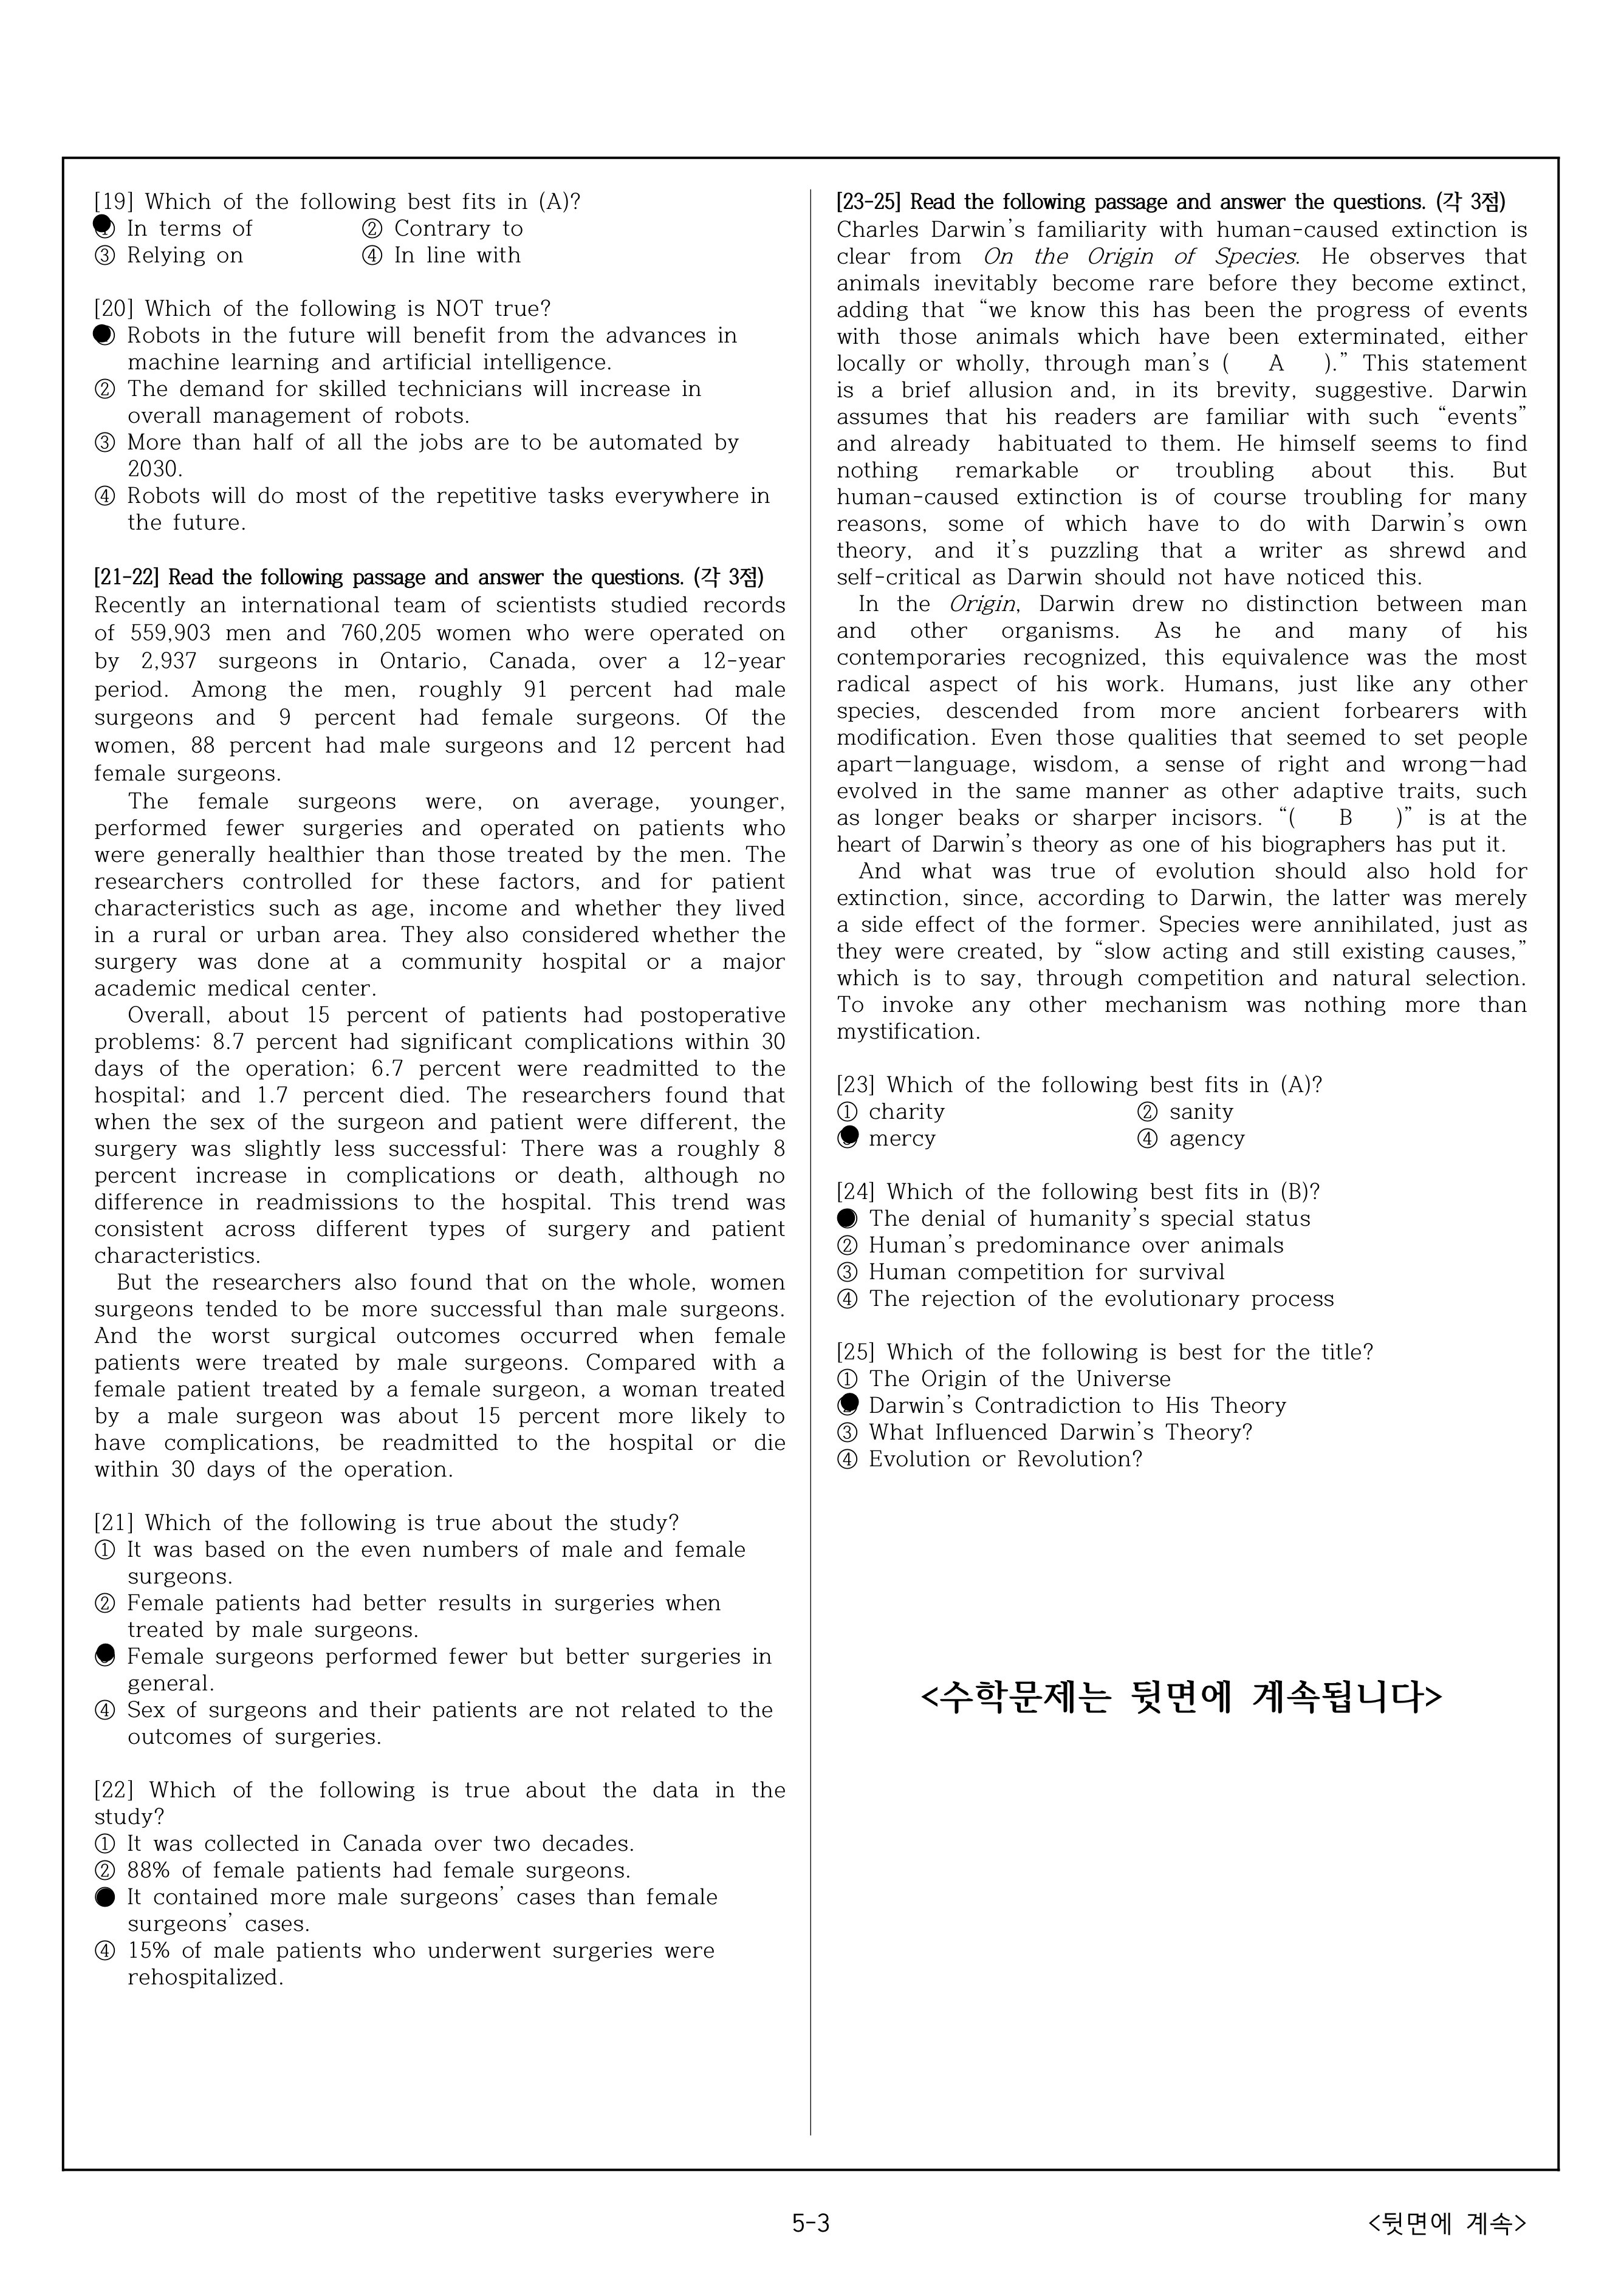 [19] Which of the following best fits in (A)?
① In terms of ② Contrary to
③ Relying on ④ In line with
[20] Which of the following is NOT true?
● Robots in the future will benefit from the advances in
machine learning and artificial intelligence.
② The demand for skilled technicians will increase in
overall management of robots.
③ More than half of all the jobs are to be automated by
2030.
④ Robots will do most of the repetitive tasks everywhere in
the future.
[21-22] Read the following passage and answer the questions. (각 3점)
Recently an international team of scientists studied records
of 559,903 men and 760,205 women who were operated on
by 2,937 surgeons in Ontario, Canada, over a 12-year
period. Among the men, roughly 91 percent had male
surgeons and 9 percent had female surgeons. Of the
women, 88 percent had male surgeons and 12 percent had
female surgeons.
The female surgeons were, on average, younger,
performed fewer surgeries and operated on patients who
were generally healthier than those treated by the men. The
researchers controlled for these factors, and for patient
characteristics such as age, income and whether they lived
in a rural or urban area. They also considered whether the
surgery was done at a community hospital or a major
academic medical center.
Overall, about 15 percent of patients had postoperative
problems: 8.7 percent had significant complications within 30
days of the operation; 6.7 percent were readmitted to the
hospital; and 1.7 percent died. The researchers found that
when the sex of the surgeon and patient were different, the
surgery was slightly less successful: There was a roughly 8
percent increase in complications or death, although no
difference in readmissions to the hospital. This trend was
consistent across different types of surgery and patient
characteristics.
But the researchers also found that on the whole, women
surgeons tended to be more successful than male surgeons.
And the worst surgical outcomes occurred when female
patients were treated by male surgeons. Compared with a
female patient treated by a female surgeon, a woman treated
by a male surgeon was about 15 percent more likely to
have complications, be readmitted to the hospital or die
within 30 days of the operation.
[21] Which of the following is true about the study?
① It was based on the even numbers of male and female
surgeons.
② Female patients had better results in surgeries when
treated by male surgeons.
● Female surgeons performed fewer but better surgeries in
general.
④ Sex of surgeons and their patients are not related to the
outcomes of surgeries.
[22] Which of the following is true about the data in the
study?
① It was collected in Canada over two decades.
② 88% of female patients had female surgeons.
● It contained more male surgeons' cases than female
surgeons' cases.
④ 15% of male patients who underwent surgeries were
rehospitalized.
[23-25] Read the following passage and answer the questions. (각 3점)
Charles Darwin's familiarity with human-caused extinction is
clear from On the Origin of Species. He observes that
animals inevitably become rare before they become extinct,
adding that “we know this has been the progress of events
with those animals which have been exterminated, either
locally or wholly, through man's ( A ).” This statement
is a brief allusion and, in its brevity, suggestive. Darwin
assumes that his readers are familiar with such “events”
and already habituated to them. He himself seems to find
nothing remarkable or troubling about this. But
human-caused extinction is of course troubling for many
reasons, some of which have to do with Darwin's own
theory, and it's puzzling that a writer as shrewd and
self-critical as Darwin should not have noticed this.
In the Origin, Darwin drew no distinction between man
and other organisms. As he and many of his
contemporaries recognized, this equivalence was the most
radical aspect of his work. Humans, just like any other
species, descended from more ancient forbearers with
modification. Even those qualities that seemed to set people
apart—language, wisdom, a sense of right and wrong—had
evolved in the same manner as other adaptive traits, such
as longer beaks or sharper incisors. “( B )” is at the
heart of Darwin's theory as one of his biographers has put it.
And what was true of evolution should also hold for
extinction, since, according to Darwin, the latter was merely
a side effect of the former. Species were annihilated, just as
they were created, by “slow acting and still existing causes,”
which is to say, through competition and natural selection.
To invoke any other mechanism was nothing more than
mystification.
[23] Which of the following best fits in (A)?
① charity ② sanity
● mercy ④ agency
[24] Which of the following best fits in (B)?
● The denial of humanity's special status
② Human's predominance over animals
③ Human competition for survival
④ The rejection of the evolutionary process
[25] Which of the following is best for the title?
① The Origin of the Universe
● Darwin's Contradiction to His Theory
③ What Influenced Darwin's Theory?
④ Evolution or Revolution?
<수학문제는 뒷면에 계속됩니다>
5-3
<뒷면에 계속>